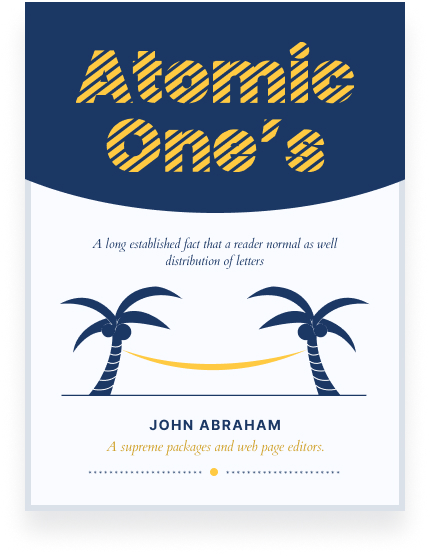 Atomic
One's
A long established fact that a reader normal as well
distribution of letters
JOHN ABRAHAM
A supreme packages and web page editors.